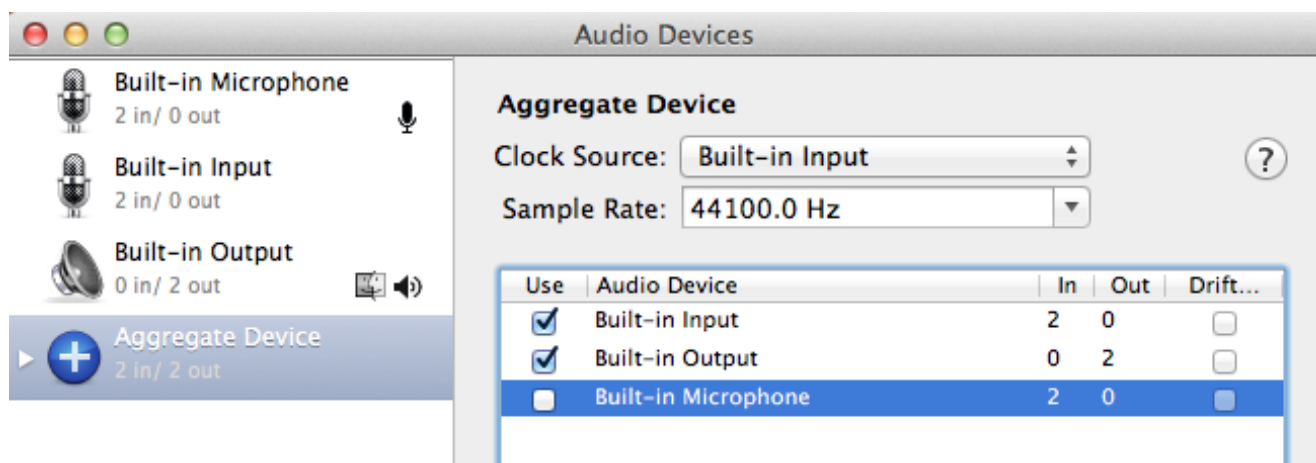 Audio Devices
Built-in Microphone
2 in/ 0 out
Built-in Input
2 in/ 0 out
Built-in Output
0 in/ 2 out
Aggregate Device
2 in/ 2 out
Aggregate Device
Clock Source: Built-in Input
?
Sample Rate: 44100.0 Hz
Use Audio Device In Out Drift...
Built-in Input 2 0
Built-in Output 0 2
Built-in Microphone 2 0